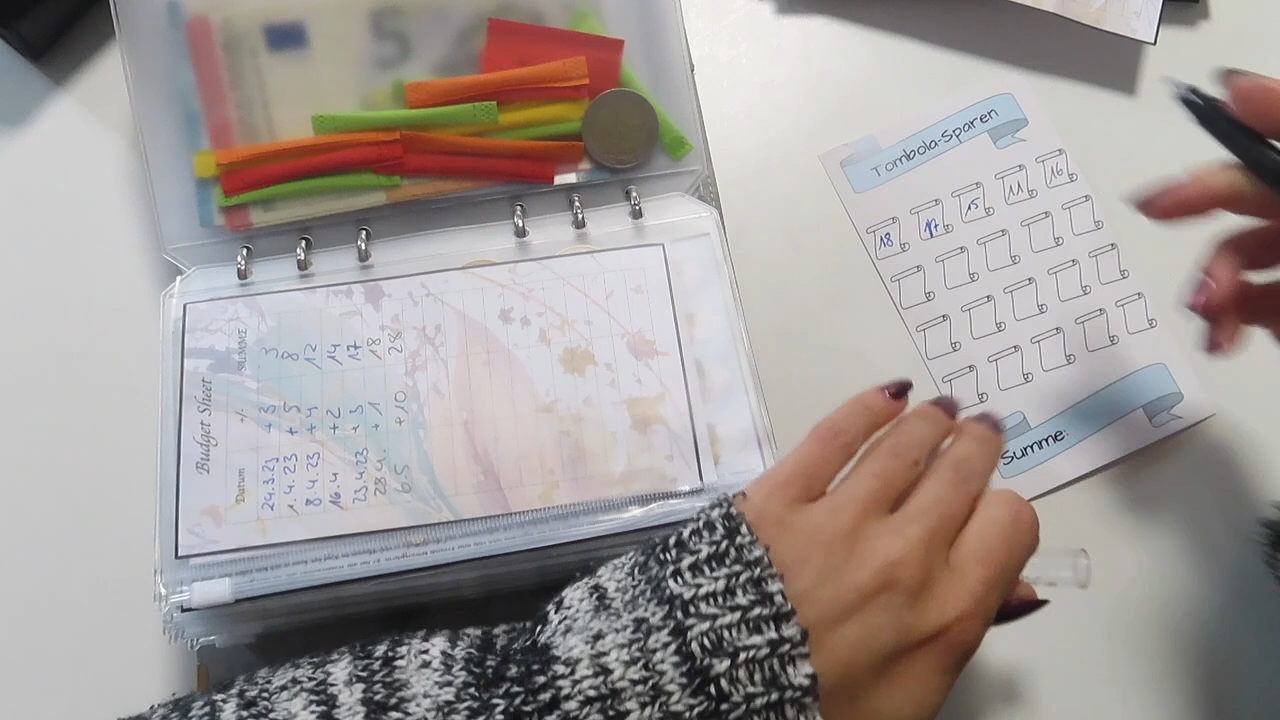 5
Budget Sheet
Datum +/- SUMME
24.3.23 +3 3
1.4.23 +5 8
8.4.23 +4 12
16.4 +2 14
23.4.23 +3 17
28.4. +1 18
6.5 +10 28
Tombola-Sparen
18 17 15 11 16
Summe: